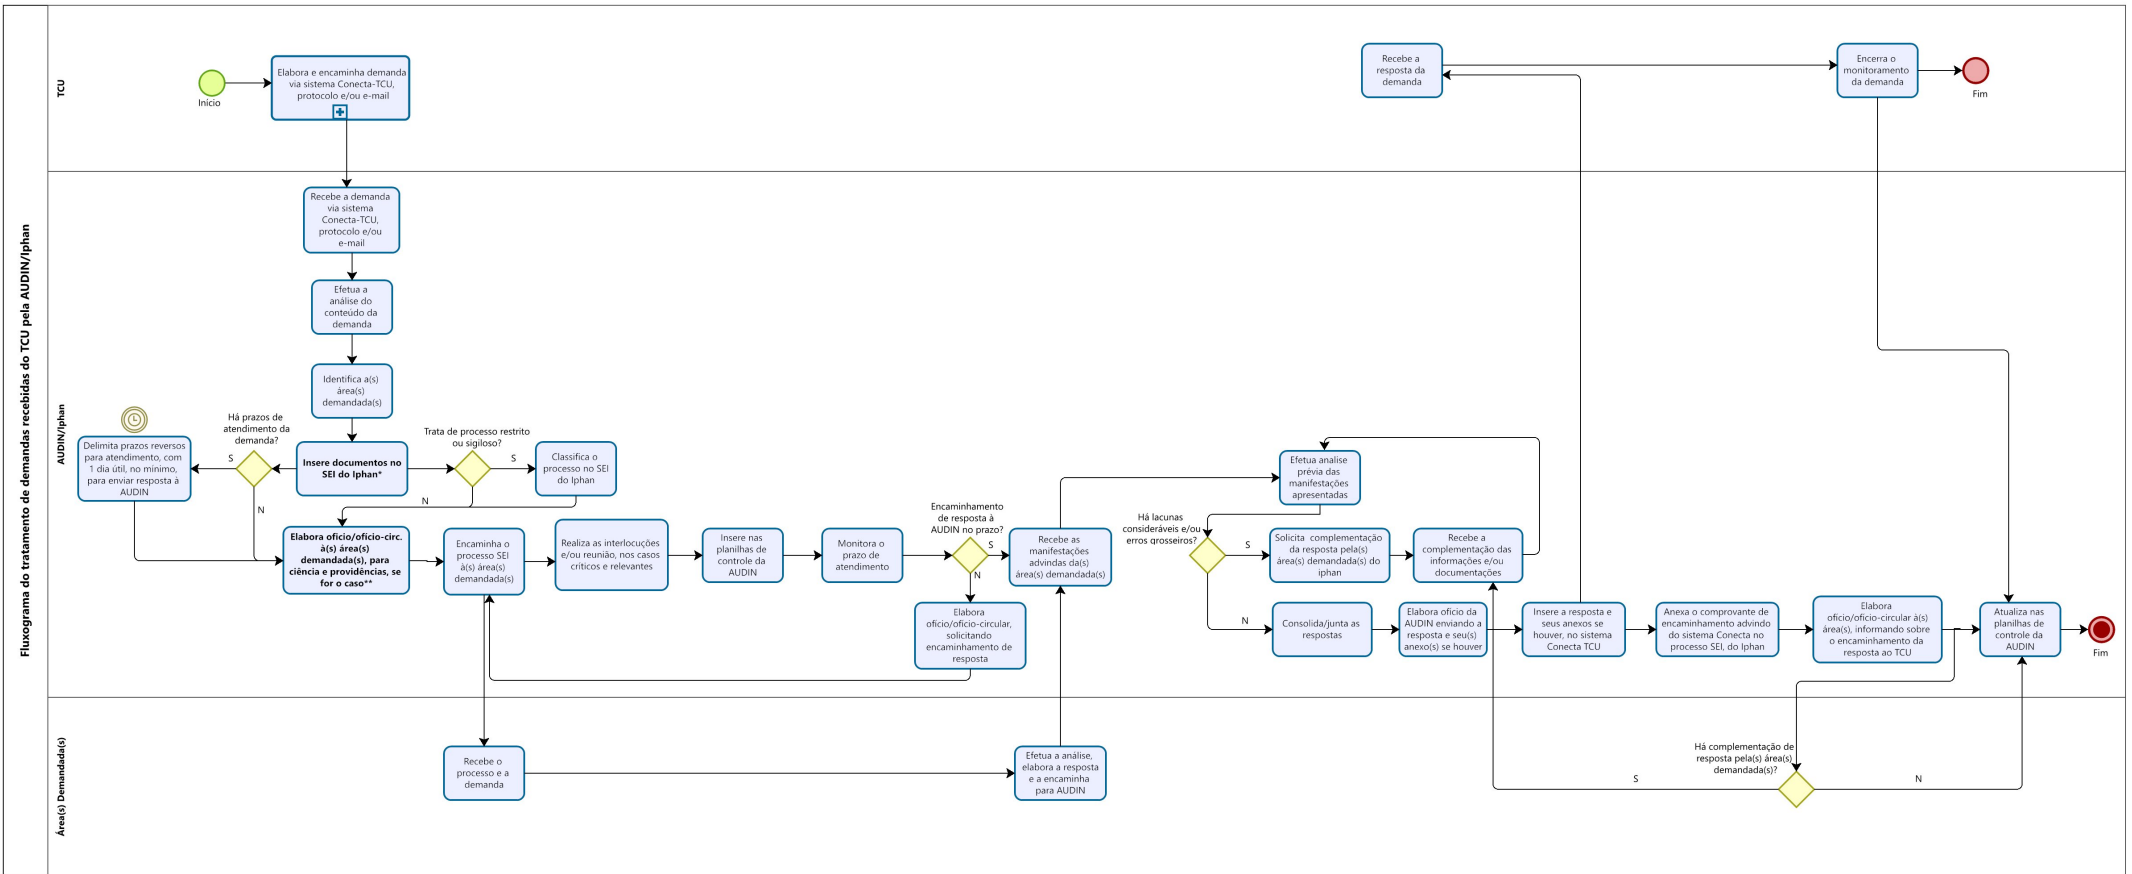 Fluxograma do tratamento de demandas recebidas do TCU pela AUDIN/Iphan
TCU
Início
Elabora e encaminha demanda
via sistema Conecta-TCU,
protocolo e/ou e-mail
Recebe a
resposta da
demanda
Encerra o
monitoramento
da demanda
Fim
AUDIN/Iphan
Recebe a demanda
via sistema
Conecta-TCU,
protocolo e/ou
e-mail
Efetua a
análise do
conteúdo da
demanda
Identifica a(s)
área(s)
demandada(s)
Insere documentos no
SEI do Iphan*
Há prazos de
atendimento da
demanda?
S
N
Delimita prazos reversos
para atendimento, com
1 dia útil, no mínimo,
para enviar resposta à
AUDIN
Trata de processo restrito
ou sigiloso?
S
N
Classifica o
processo no SEI
do Iphan
Elabora oficio/ofício-circ.
à(s) área(s)
demandada(s), para
ciência e providências, se
for o caso**
Encaminha o
processo SEI
à(s) área(s)
demandada(s)
Realiza as interlocuções
e/ou reunião, nos casos
críticos e relevantes
Insere nas
planilhas de
controle da
AUDIN
Monitora o
prazo de
atendimento
Encaminhamento
de resposta à
AUDIN no prazo?
S
N
Elabora
ofício/ofício-circular,
solicitando
encaminhamento de
resposta
Recebe as
manifestações
advindas da(s)
área(s) demandada(s)
Efetua analise
prévia das
manifestações
apresentadas
Há lacunas
consideráveis e/ou
erros grosseiros?
S
N
Solicita  complementação
da resposta pela(s)
área(s) demandada(s) do
iphan
Recebe a
complementação das
informações e/ou
documentações
Consolida/junta as
respostas
Elabora ofício da
AUDIN enviando a
resposta e seu(s)
anexo(s) se houver
Insere a resposta e
seus anexos se
houver, no sistema
Conecta TCU
Anexa o comprovante de
encaminhamento advindo
do sistema Conecta no
processo SEI, do Iphan
Elabora
oficio/ofício-circular à(s)
área(s), informando sobre
o encaminhamento da
resposta ao TCU
Atualiza nas
planilhas de
controle da
AUDIN
Fim
Área(s) Demandada(s)
Recebe o
processo e a
demanda
Efetua a análise,
elabora a resposta
e a encaminha
para AUDIN
Há complementação de
resposta pela(s) área(s)
demandada(s)?
S
N